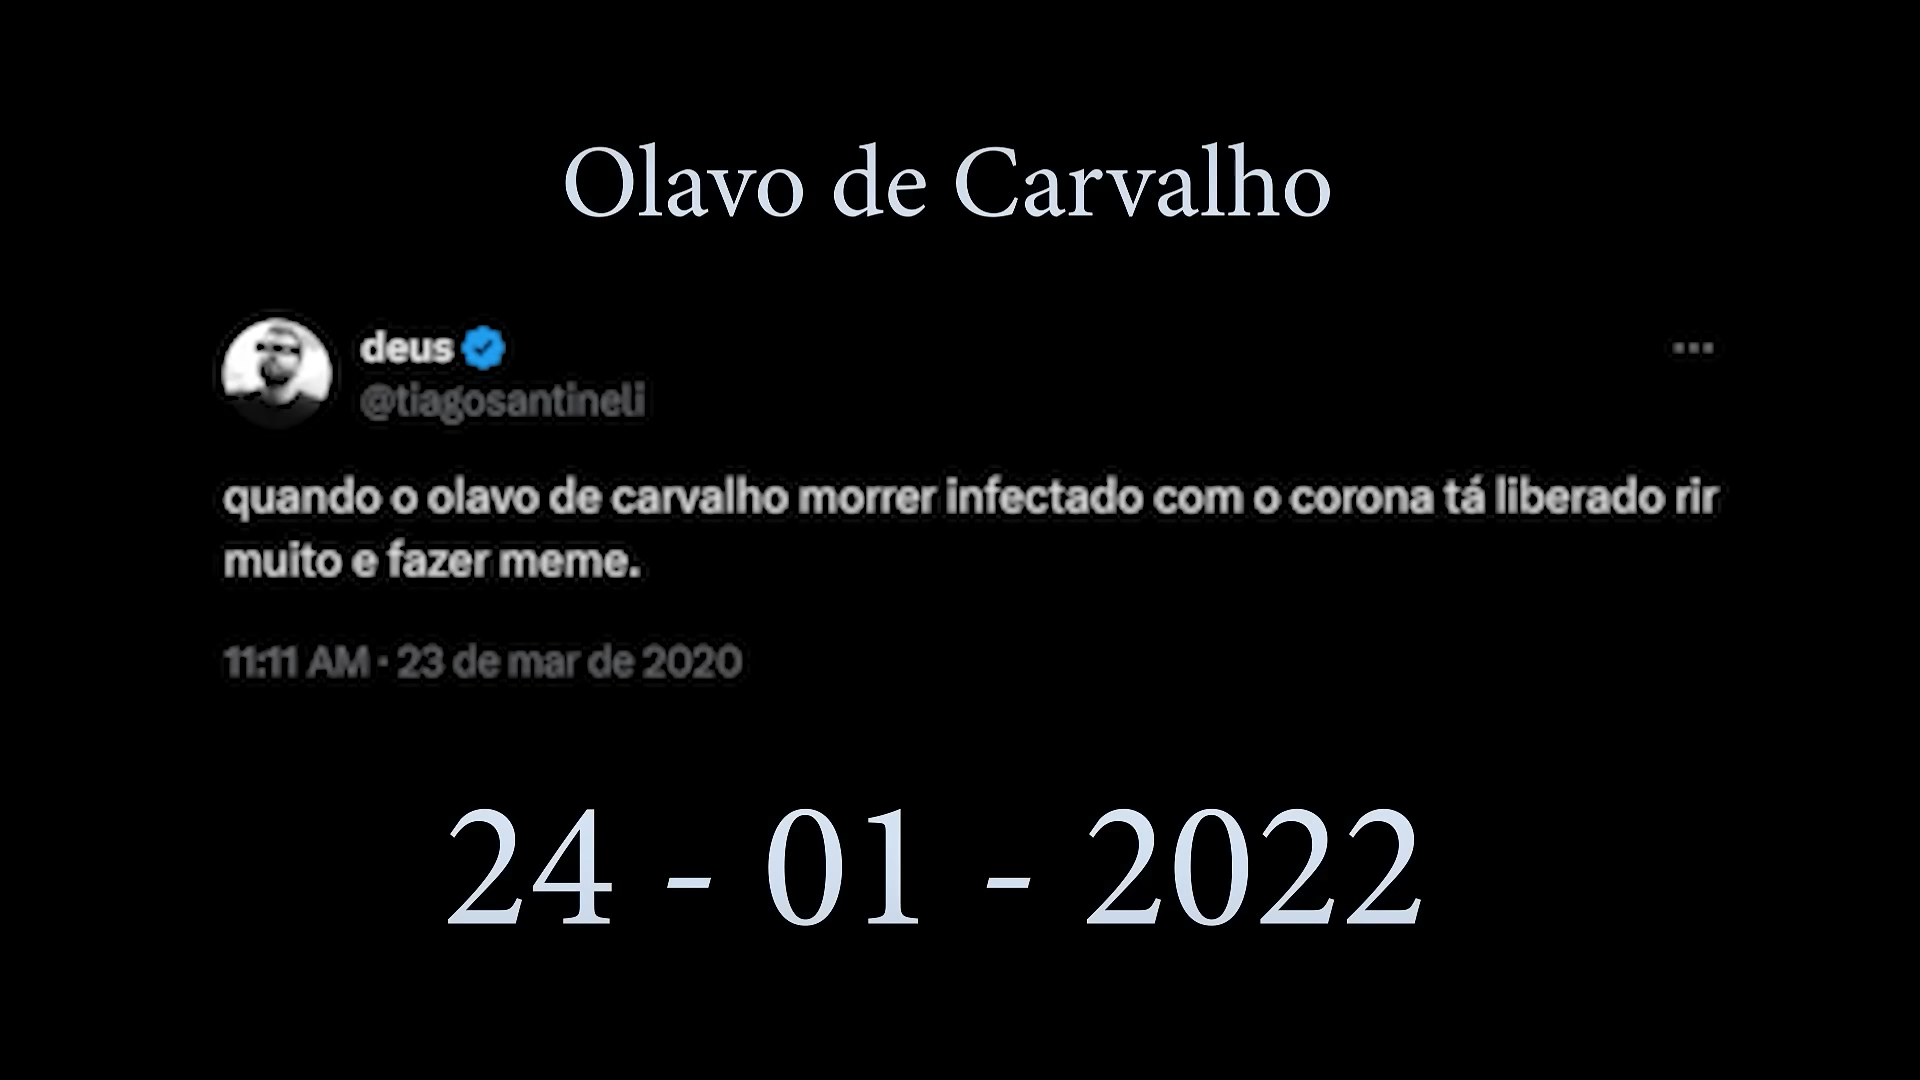 Olavo de Carvalho
deus
@tiagosantineli
quando o olavo de carvalho morrer infectado com o corona tá liberado rir
muito e fazer meme.
11:11 AM · 23 de mar de 2020
24 - 01 - 2022